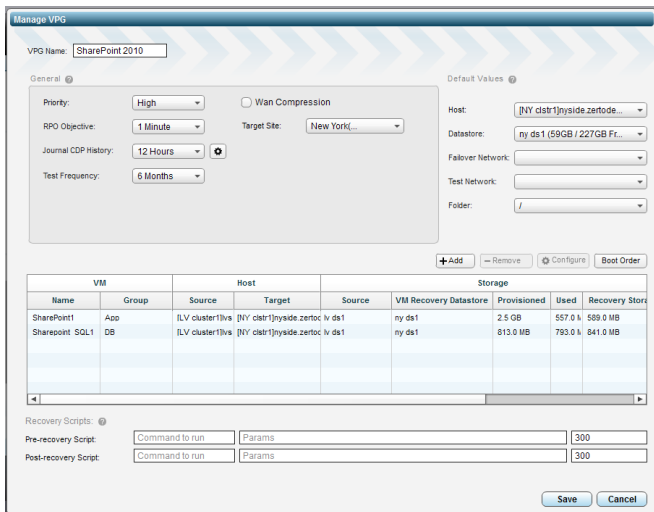 Manage VPG
VPG Name: SharePoint 2010
General
Default Values
Priority: High
Wan Compression
Host: [NY clstr1]nyside.zertode...
RPO Objective: 1 Minute
Target Site: New York(...
Datastore: ny ds1 (59GB / 227GB Fr...
Journal CDP History: 12 Hours
Failover Network:
Test Frequency: 6 Months
Test Network:
Folder: /
Add Remove Configure Boot Order
VM Host Storage
Name Group Source Target Source VM Recovery Datastore Provisioned Used Recovery Stora
SharePoint1 App [LV cluster1]lvs [NY clstr1]nyside.zertoc lv ds1 ny ds1 2.5 GB 557.0 M 589.0 MB
Sharepoint SQL1 DB [LV cluster1]lvs [NY clstr1]nyside.zertoc lv ds1 ny ds1 813.0 MB 793.0 M 841.0 MB
Recovery Scripts:
Pre-recovery Script: Command to run Params 300
Post-recovery Script: Command to run Params 300
Save Cancel